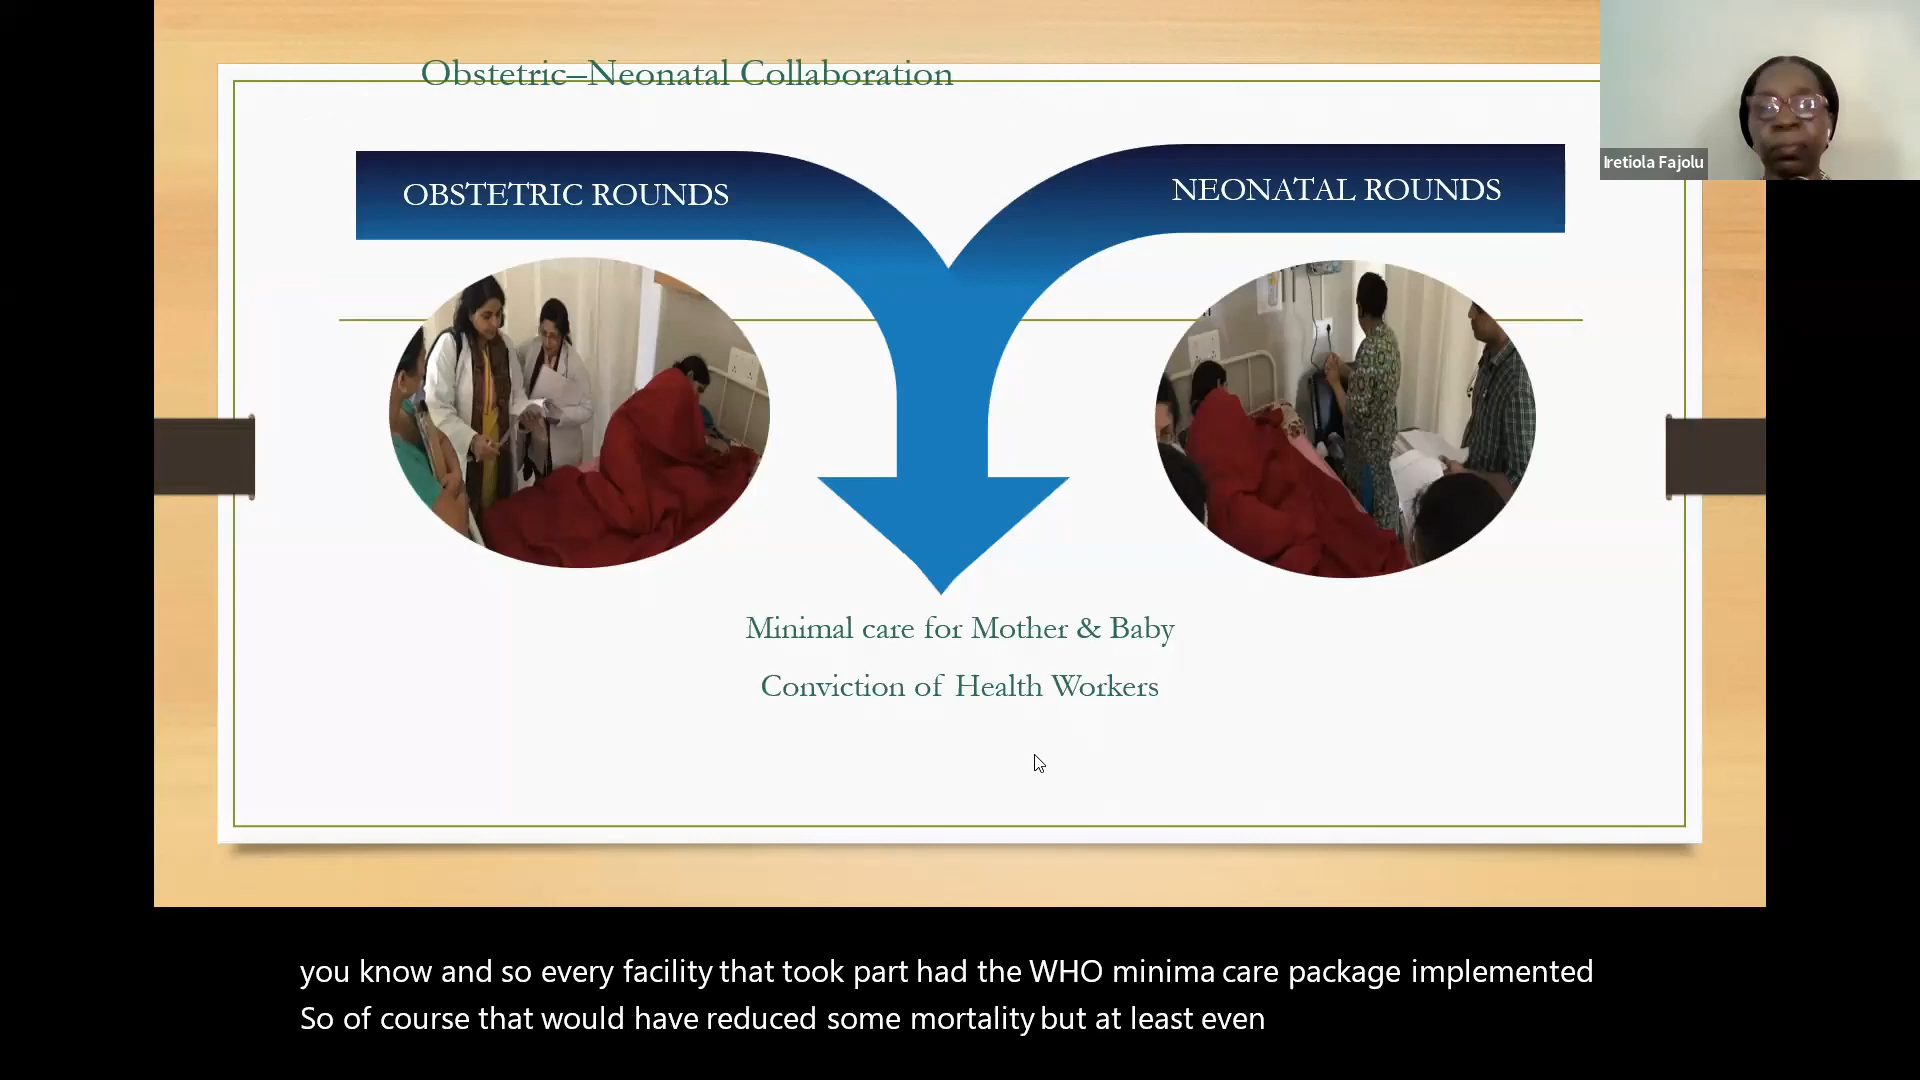 Obstetric–Neonatal Collaboration
OBSTETRIC ROUNDS
NEONATAL ROUNDS
Iretiola Fajolu
Minimal care for Mother & Baby
Conviction of Health Workers
you know and so every facility that took part had the WHO minima care package implemented
So of course that would have reduced some mortality but at least even